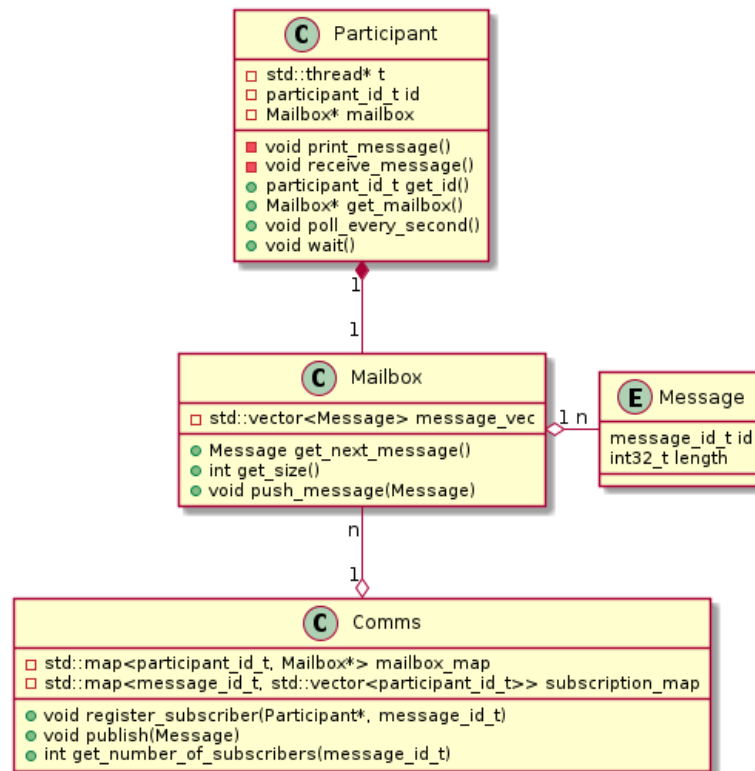 C Participant
std::thread* t
participant_id_t id
Mailbox* mailbox
void print_message()
void receive_message()
participant_id_t get_id()
Mailbox* get_mailbox()
void poll_every_second()
void wait()
1
1
C Mailbox
std::vector<Message> message_vec
Message get_next_message()
int get_size()
void push_message(Message)
1 n
E Message
message_id_t id
int32_t length
n
1
C Comms
std::map<participant_id_t, Mailbox*> mailbox_map
std::map<message_id_t, std::vector<participant_id_t>> subscription_map
void register_subscriber(Participant*, message_id_t)
void publish(Message)
int get_number_of_subscribers(message_id_t)